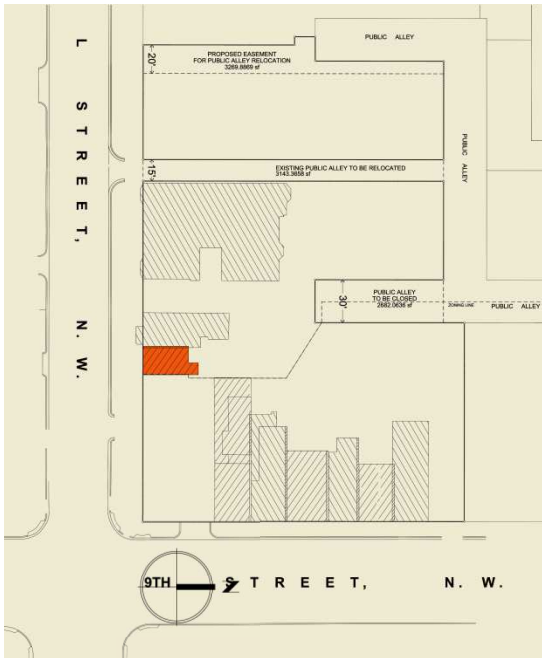 PUBLIC ALLEY
PROPOSED EASEMENT
FOR PUBLIC ALLEY RELOCATION
3269.8869 sf
20'
L STREET, N.W.
PUBLIC ALLEY
15'
EXISTING PUBLIC ALLEY TO BE RELOCATED
3143.3658 sf
PUBLIC ALLEY
TO BE CLOSED
2882.0636 sf
30'
ZONING LINE
PUBLIC ALLEY
9TH STREET, N.W.